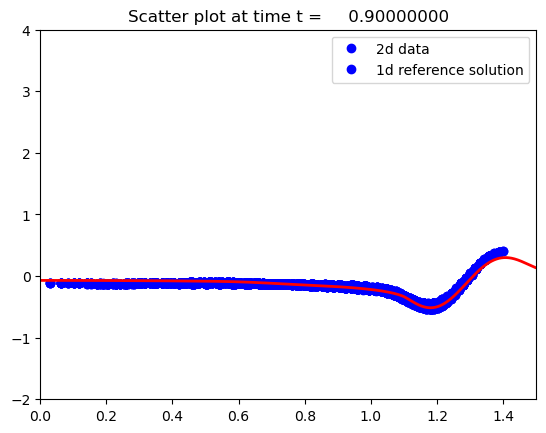 Scatter plot at time t =     0.90000000
2d data
1d reference solution
4
3
2
1
0
−1
−2
0.0 0.2 0.4 0.6 0.8 1.0 1.2 1.4